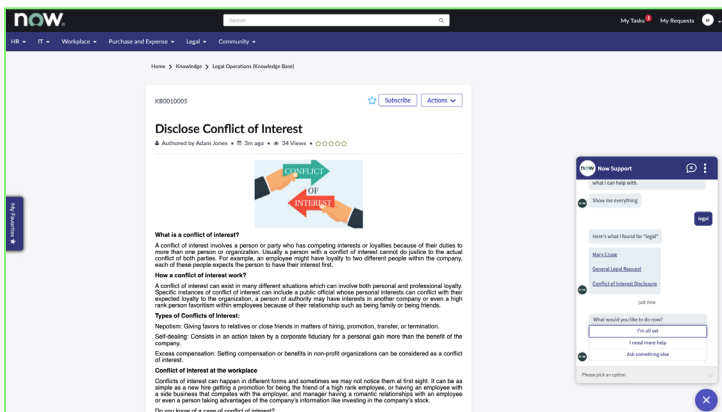 now.
Search
My Tasks 1
My Requests
HR
IT
Workplace
Purchase and Expense
Legal
Community
Home > Knowledge > Legal Operations (Knowledge Base)
KB0010005
Subscribe
Actions
Disclose Conflict of Interest
Authored by Adam Jones • 3m ago • 34 Views •
CONFLICT
OF
INTEREST
My Favorites
What is a conflict of interest?
A conflict of interest involves a person or party who has competing interests or loyalties because of their duties to
more than one person or organization. Usually a person with a conflict of interest cannot do justice to the actual
conflict of both parties. For example, an employee might have loyalty to two different people within the company,
each of these people expects the person to have their interest first.
How a conflict of interest work?
A conflict of interest can exist in many different situations which can involve both personal and professional loyalty.
Specific instances of conflict of interest can include a public official whose personal interests can conflict with their
expected loyalty to the organization, a person of authority may have interests in another company or even a high
rank person favoritism within employees because of their relationship such as being family or being friends.
Types of Conflicts of Interest:
Nepotism: Giving favors to relatives or close friends in matters of hiring, promotion, transfer, or termination.
Self-dealing: Consists in an action taken by a corporate fiduciary for a personal gain more than the benefit of the
company.
Excess compensation: Setting compensation or benefits in non-profit organizations can be considered as a conflict
of interest.
Conflict of Interest at the workplace
Conflicts of interest can happen in different forms and sometimes we may not notice them at first sight. It can be as
simple as a new hire getting a promotion for being the friend of a high rank employee, or having an employee with
a side business that competes with the employer, and manager having a romantic relationships with an employee
or even a person taking advantages of the company's information like investing in the company's stock.
Do you know of a case of conflict of interest?
now
Now Support
what I can help with.
Show me everything
legal
Here's what I found for "legal"
Mary Cruse
General Legal Request
Conflict of Interest Disclosure
just now
What would you like to do now?
I'm all set
I need more help
Ask something else
Please pick an option.